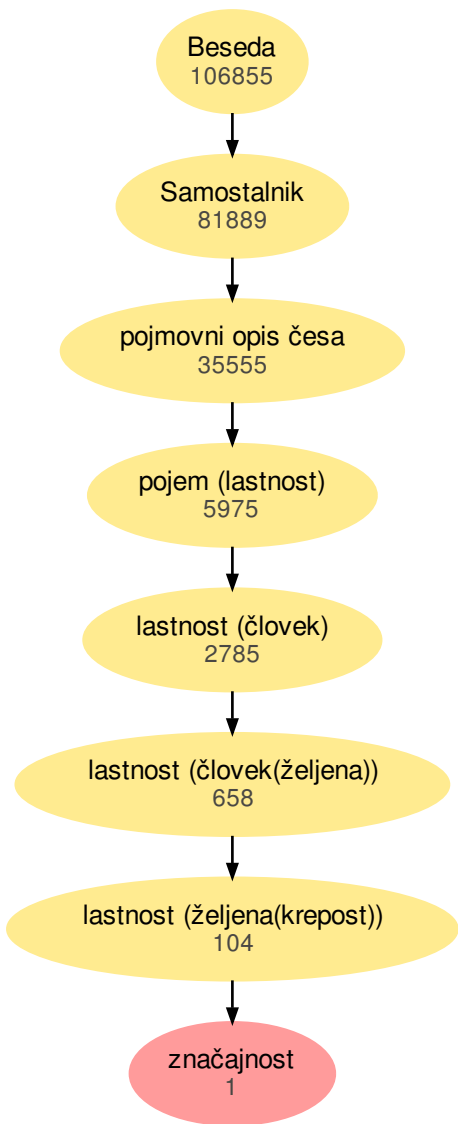 Beseda
106855
Samostalnik
81889
pojmovni opis česa
35555
pojem (lastnost)
5975
lastnost (človek)
2785
lastnost (človek(željena))
658
lastnost (željena(krepost))
104
značajnost
1